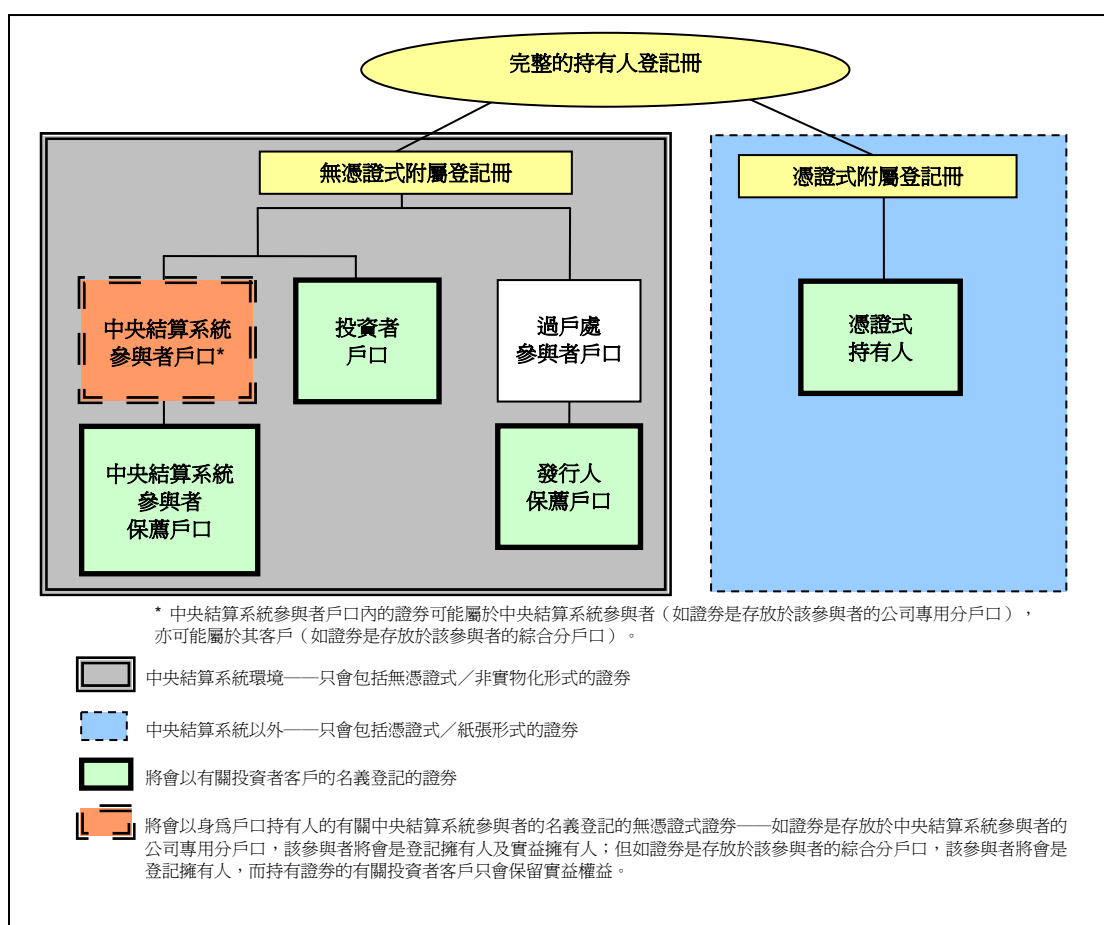 完整的持有人登記冊
無憑證式附屬登記冊
憑證式附屬登記冊
中央結算系統
參與者戶口*
投資者
戶口
過戶處
參與者戶口
憑證式
持有人
中央結算系統
參與者
保薦戶口
發行人
保薦戶口
* 中央結算系統參與者戶口內的證券可能屬於中央結算系統參與者（如證券是存放於該參與者的公司專用分戶口），
亦可能屬於其客戶（如證券是存放於該參與者的綜合分戶口）。
中央結算系統環境——只會包括無憑證式／非實物化形式的證券
中央結算系統以外——只會包括憑證式／紙張形式的證券
將會以有關投資者客戶的名義登記的證券
將會以身爲戶口持有人的有關中央結算系統參與者的名義登記的無憑證式證券——如證券是存放於中央結算系統參與者的
公司專用分戶口，該參與者將會是登記擁有人及實益擁有人；但如證券是存放於該參與者的綜合分戶口，該參與者將會是
登記擁有人，而持有證券的有關投資者客戶只會保留實益權益。